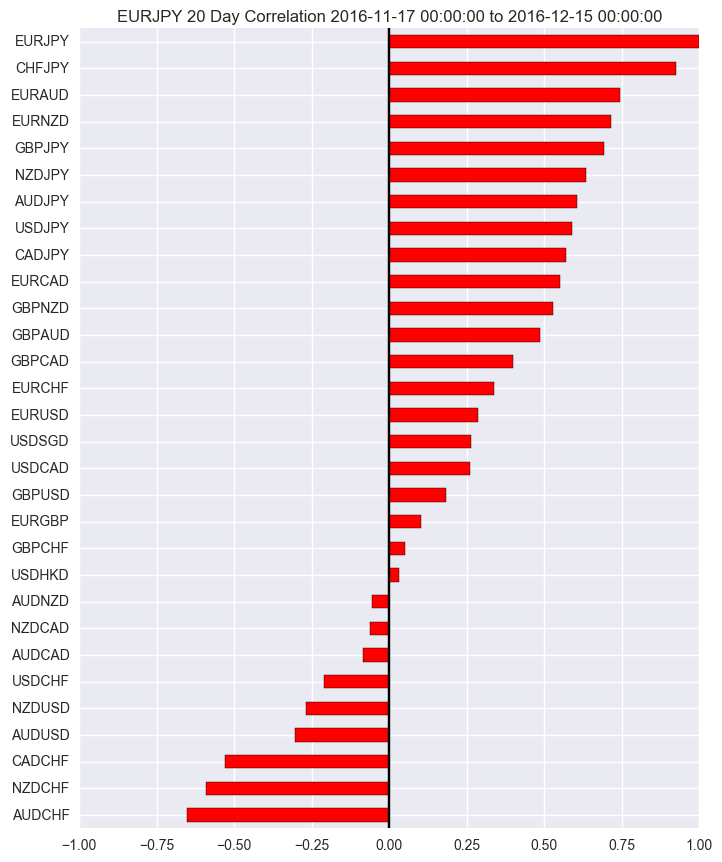 EURJPY 20 Day Correlation 2016-11-17 00:00:00 to 2016-12-15 00:00:00
EURJPY
CHFJPY
EURAUD
EURNZD
GBPJPY
NZDJPY
AUDJPY
USDJPY
CADJPY
EURCAD
GBPNZD
GBPAUD
GBPCAD
EURCHF
EURUSD
USDSGD
USDCAD
GBPUSD
EURGBP
GBPCHF
USDHKD
AUDNZD
NZDCAD
AUDCAD
USDCHF
NZDUSD
AUDUSD
CADCHF
NZDCHF
AUDCHF
−1.00 −0.75 −0.50 −0.25 0.00 0.25 0.50 0.75 1.00